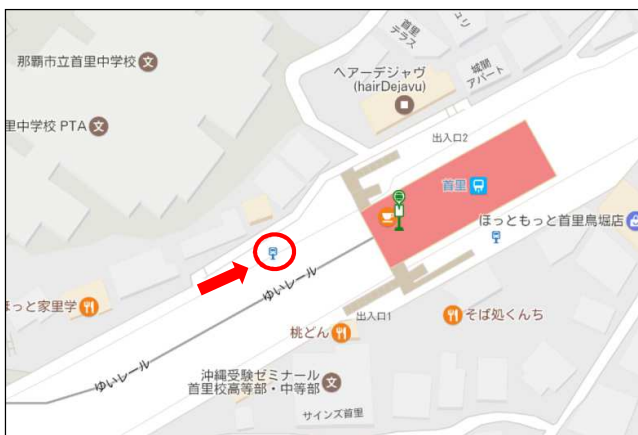 首里
テラス
ュリ
那覇市立首里中学校
ヘアーデジャヴ
(hairDejavu)
城間
アパート
里中学校 PTA
出入口2
首里
ほっともっと首里鳥堀店
ゆいレール
まっと家里学
出入口1
そば処くんち
桃どん
ゆいレール
沖縄受験ゼミナール
首里校高等部・中等部
サインズ首里